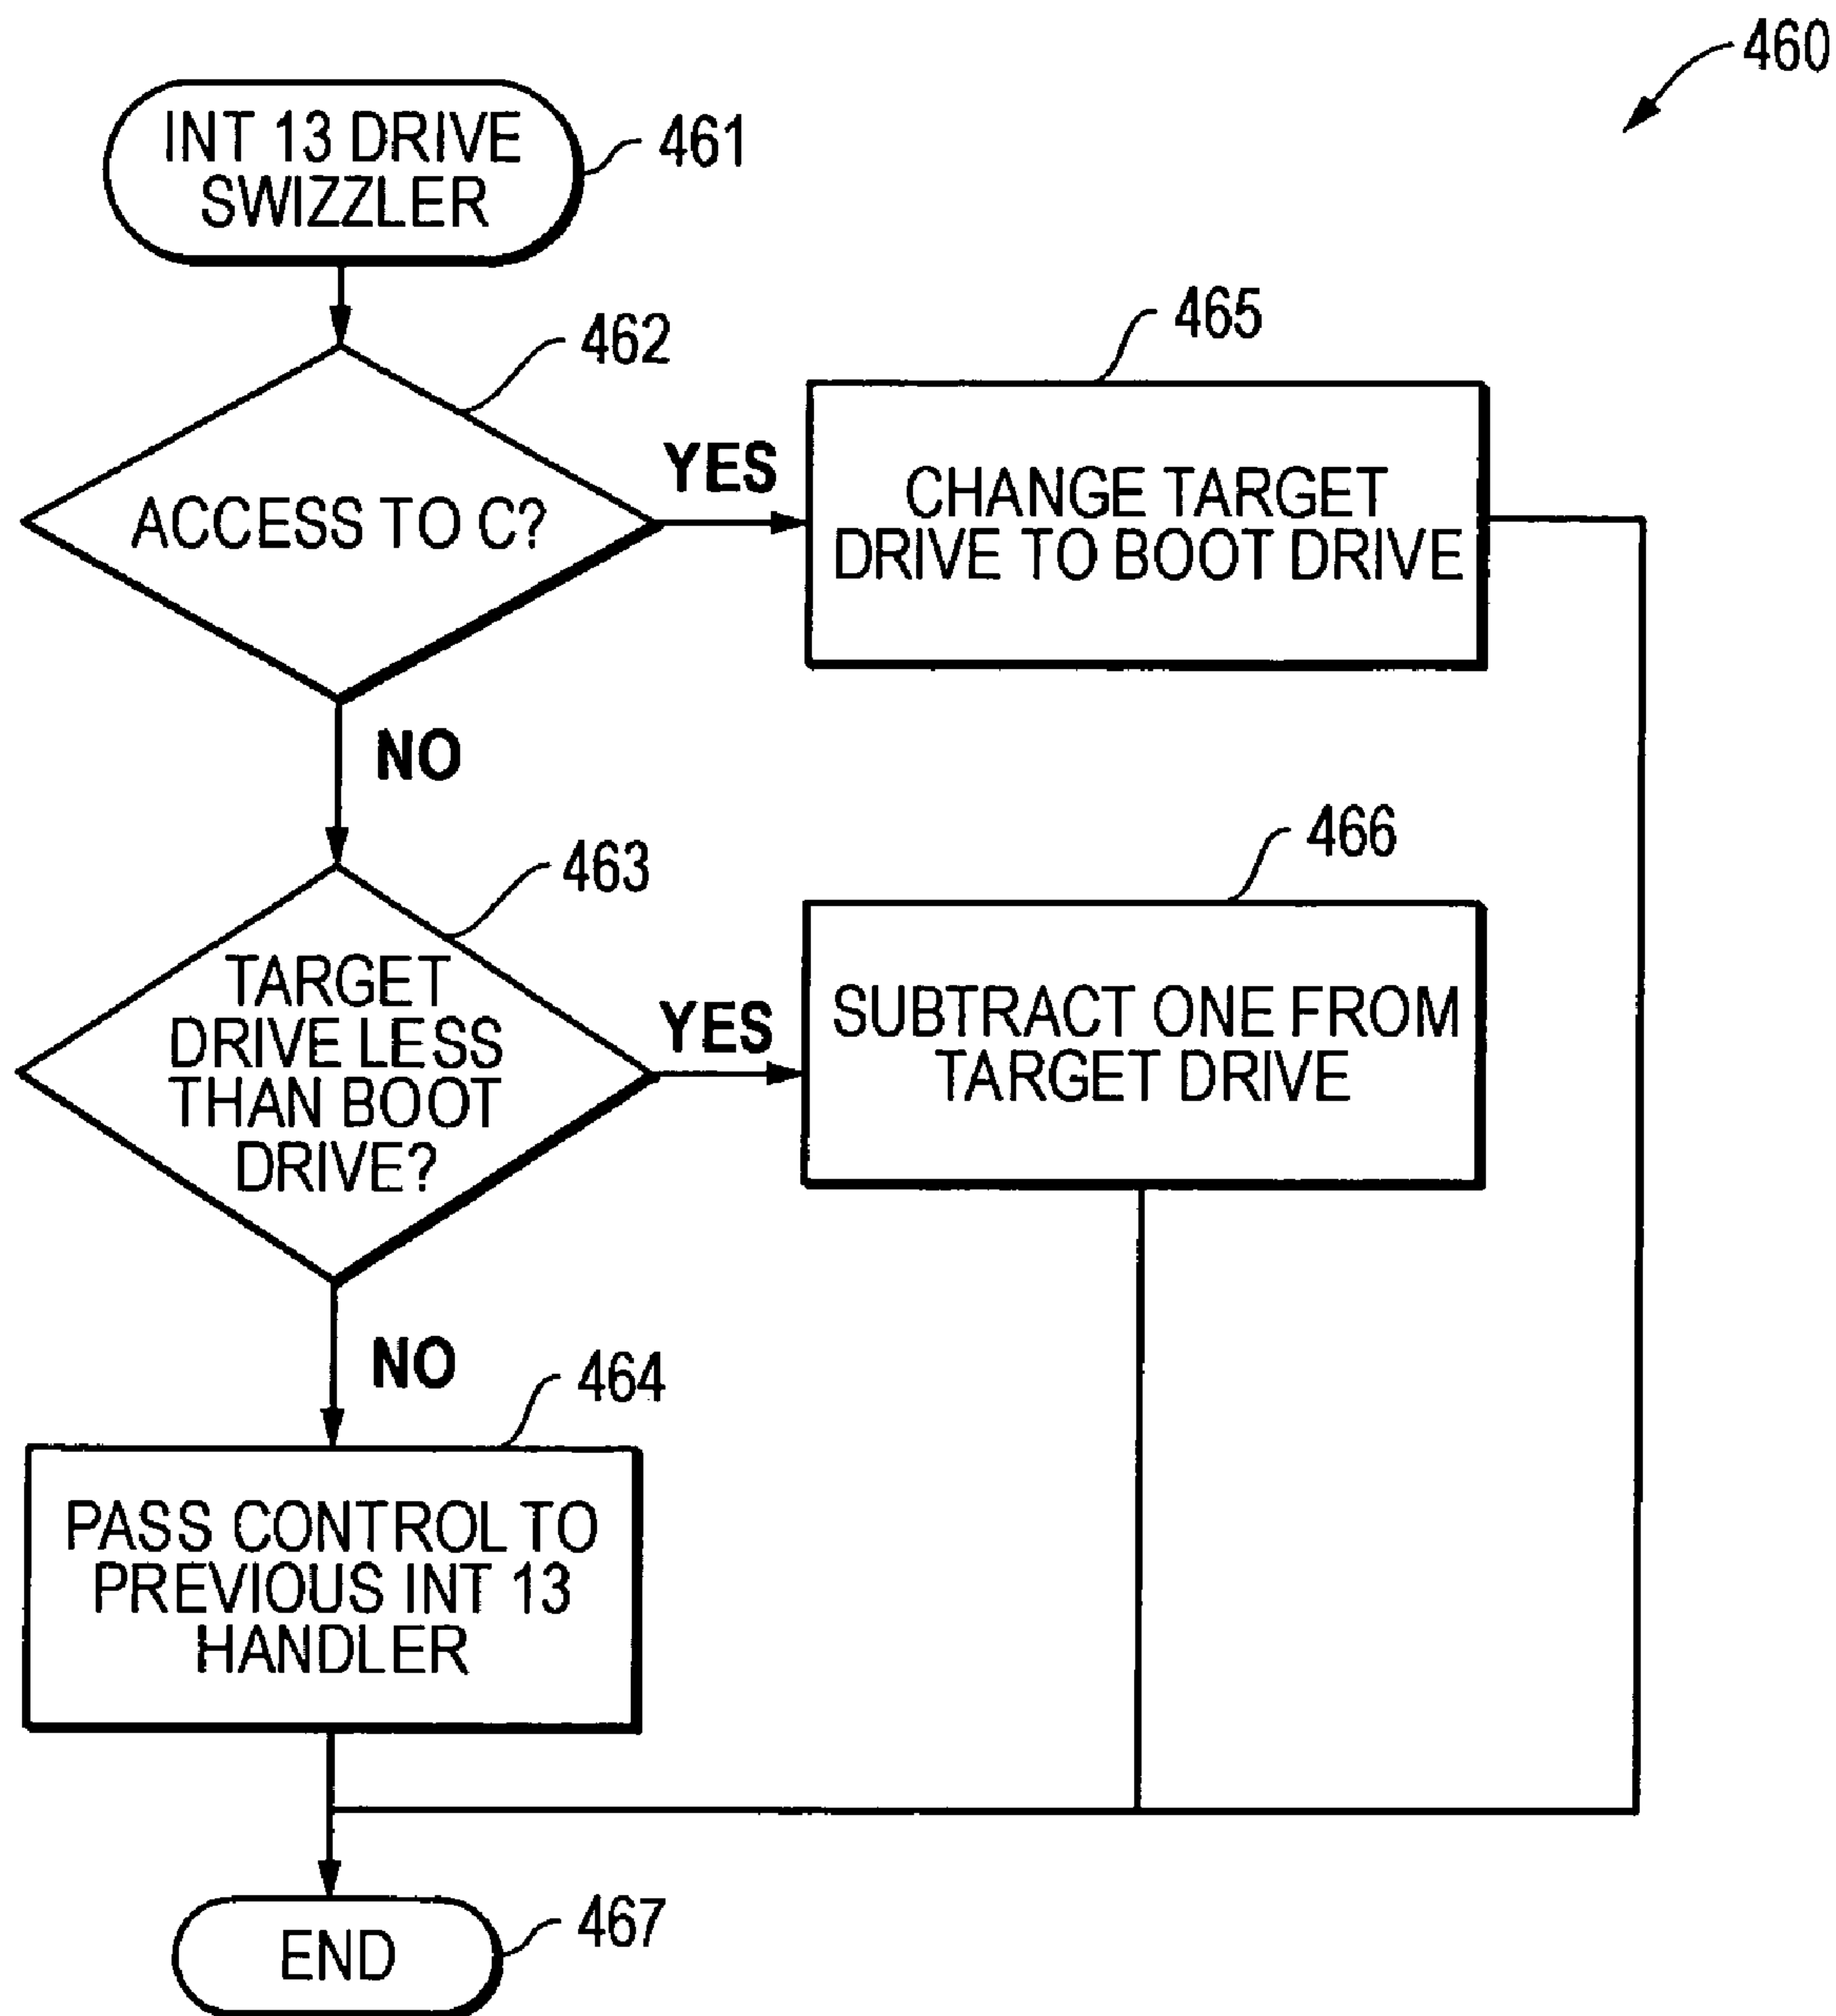 460
INT 13 DRIVE
SWIZZLER
461
462
ACCESS TO C?
YES
465
CHANGE TARGET
DRIVE TO BOOT DRIVE
NO
463
TARGET
DRIVE LESS
THAN BOOT
DRIVE?
YES
466
SUBTRACT ONE FROM
TARGET DRIVE
NO
464
PASS CONTROL TO
PREVIOUS INT 13
HANDLER
END
467